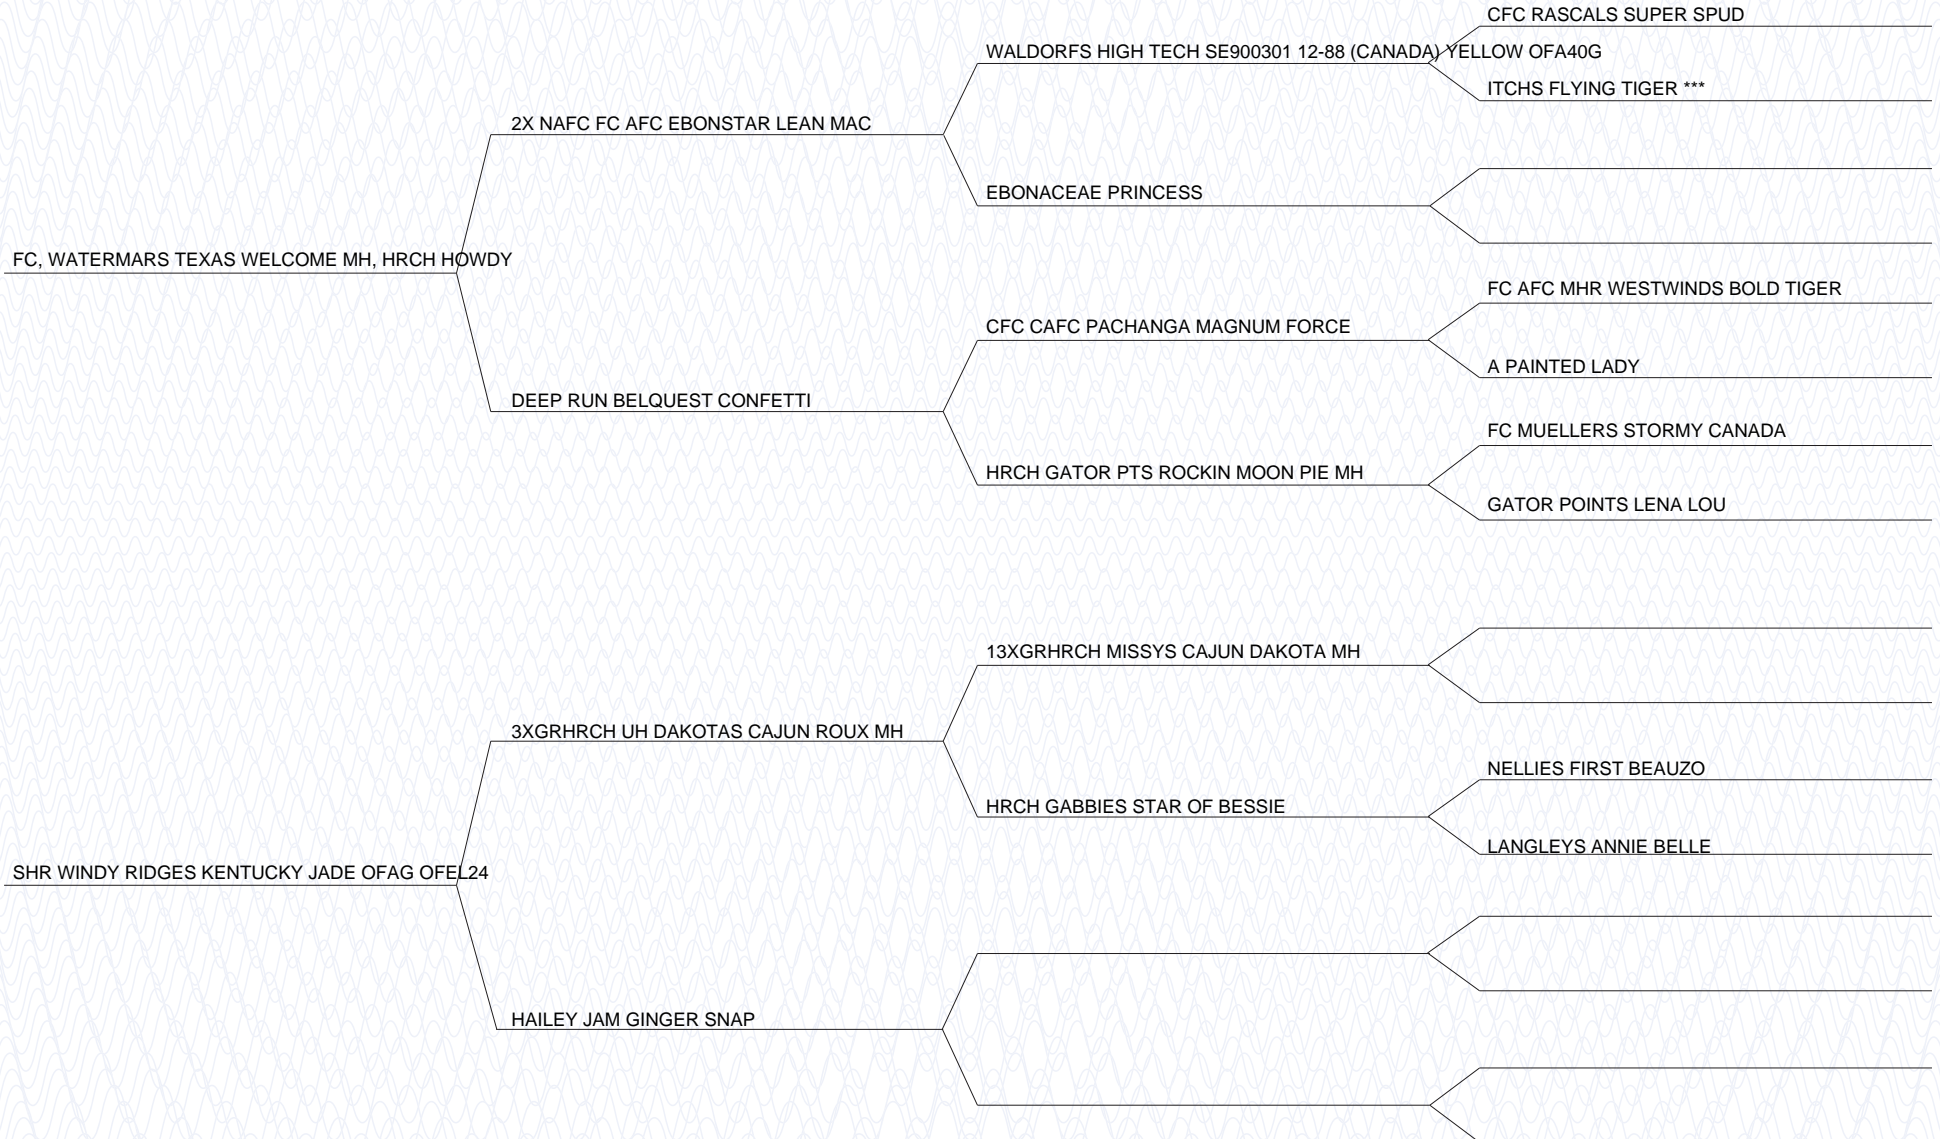 CFC RASCALS SUPER SPUD
WALDORFS HIGH TECH SE900301 12-88 (CANADA) YELLOW OFA40G
ITCHS FLYING TIGER ***
2X NAFC FC AFC EBONSTAR LEAN MAC
EBONACEAE PRINCESS
FC, WATERMARS TEXAS WELCOME MH, HRCH HOWDY
FC AFC MHR WESTWINDS BOLD TIGER
CFC CAFC PACHANGA MAGNUM FORCE
A PAINTED LADY
DEEP RUN BELQUEST CONFETTI
FC MUELLERS STORMY CANADA
HRCH GATOR PTS ROCKIN MOON PIE MH
GATOR POINTS LENA LOU
13XGRHRCH MISSYS CAJUN DAKOTA MH
3XGRHRCH UH DAKOTAS CAJUN ROUX MH
NELLIES FIRST BEAUZO
HRCH GABBIES STAR OF BESSIE
LANGLEYS ANNIE BELLE
SHR WINDY RIDGES KENTUCKY JADE OFAG OFEL24
HAILEY JAM GINGER SNAP